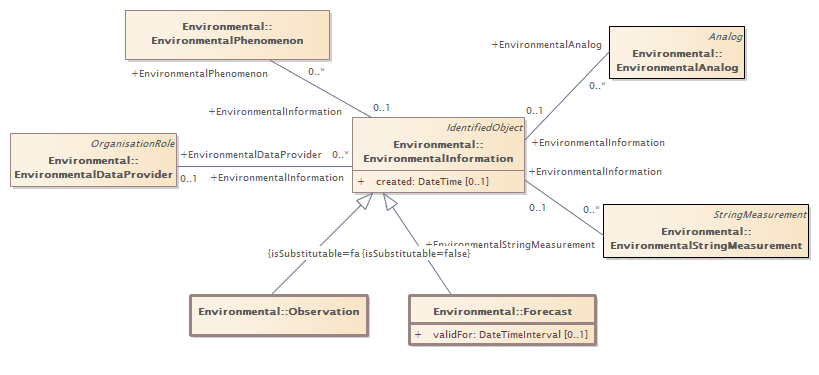 Environmental::
EnvironmentalPhenomenon
+EnvironmentalPhenomenon
0..*
+EnvironmentalInformation
0..1
Analog
Environmental::
EnvironmentalAnalog
+EnvironmentalAnalog
0..*
0..1
+EnvironmentalInformation
OrganisationRole
Environmental::
EnvironmentalDataProvider
+EnvironmentalDataProvider
0..*
0..1
+EnvironmentalInformation
IdentifiedObject
Environmental::
EnvironmentalInformation
+ created: DateTime [0..1]
+EnvironmentalInformation
0..1
0..*
+EnvironmentalStringMeasurement
StringMeasurement
Environmental::
EnvironmentalStringMeasurement
{isSubstitutable=fa
{isSubstitutable=false}
Environmental::Observation
Environmental::Forecast
+ validFor: DateTimeInterval [0..1]